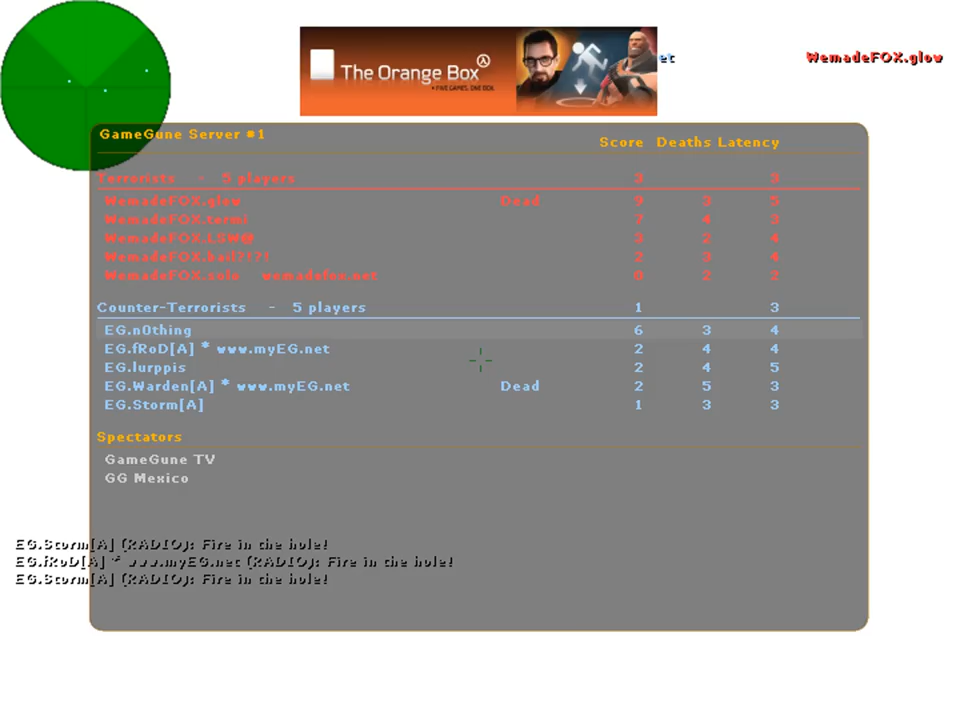 The Orange Box
FIVE GAMES. ONE BOX.
et WemadeFOX.glow
GameGune Server #1
Score Deaths Latency
Terrorists - 5 players 3 3
WemadeFOX.glow Dead 9 2 5
WemadeFOX.termi 7 4 3
WemadeFOX.LSW@ 3 2 4
WemadeFOX.hail?!?! 2 3 4
WemadeFOX.solo wemadefox.net 0 2 2
Counter-Terrorists - 5 players 1 3
EG.n0thing 6 3 4
EG.fRoD[A] * www.myEG.net 2 4 4
EG.lurppis 2 4 5
EG.Warden[A] * www.myEG.net Dead 2 5 3
EG.Storm[A] 1 3 3
Spectators
GameGune TV
GG Mexico
EG.Storm[A] (RADIO): Fire in the hole!
EG.fRoD[A] * www.myEG.net (RADIO): Fire in the hole!
EG.Storm[A] (RADIO): Fire in the hole!